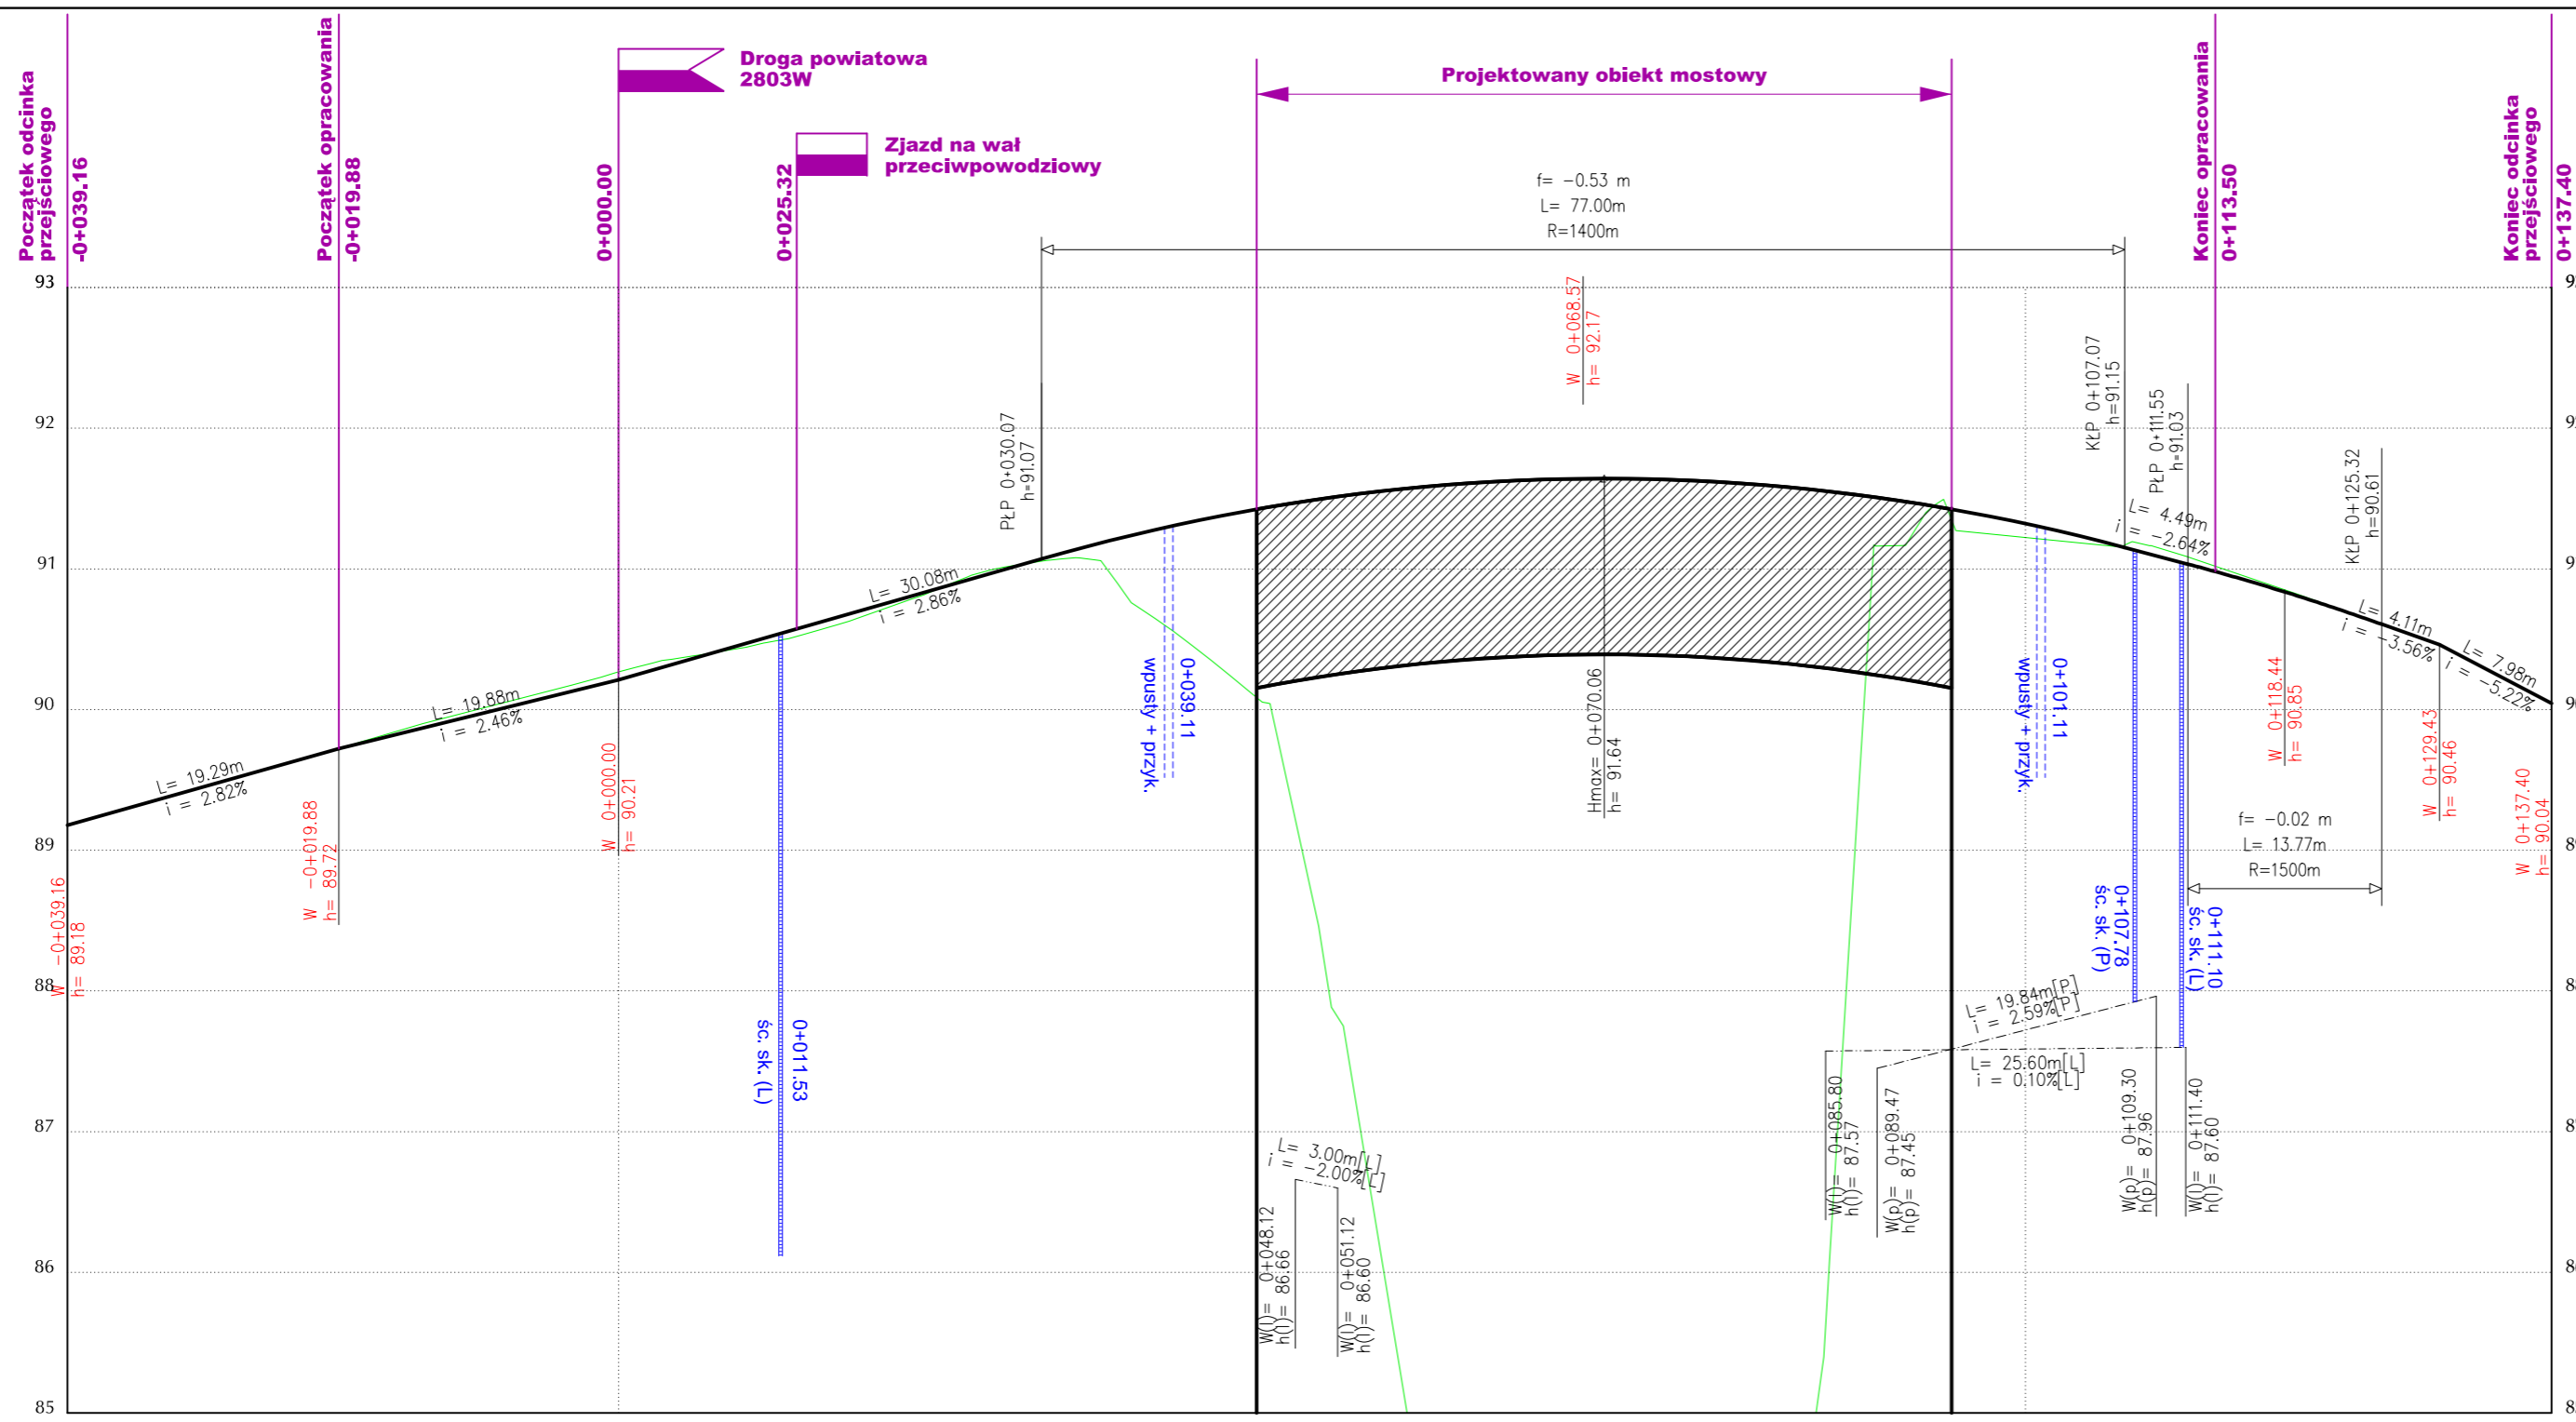 Początek odcinka
przejściowego
-0+039.16
Początek opracowania
-0+019.88
Droga powiatowa
2803W
0+000.00
Zjazd na wał
przeciwpowodziowy
0+025.32
Projektowany obiekt mostowy
Koniec opracowania
0+113.50
Koniec odcinka
przejściowego
0+137.40
f= -0.53 m
L= 77.00m
R=1400m
W 0+068.57
h= 92.17
PŁP 0+030.07
h=91.07
KŁP 0+107.07
h=91.15
PŁP 0+111.55
h=91.03
KŁP 0+125.32
h=90.61
93
92
91
90
89
88
87
86
85
L= 19.29m
i = 2.82%
L= 19.88m
i = 2.46%
L= 30.08m
i = 2.86%
L= 4.49m
i = -2.64%
L= 4.11m
i = -3.56%
L= 7.98m
i = -5.22%
W -0+039.16
h= 89.18
W -0+019.88
h= 89.72
W 0+000.00
h= 90.21
0+011.53
śc. sk. (L)
0+039.11
wpusty + przyk.
Hmax= 0+070.06
h= 91.64
0+101.11
wpusty + przyk.
0+107.78
śc. sk. (P)
0+111.10
śc. sk. (L)
W 0+118.44
h= 90.85
W 0+129.43
h= 90.46
W 0+137.40
h= 90.04
f= -0.02 m
L= 13.77m
R=1500m
L= 19.84m[P]
i = 2.59%[P]
L= 25.60m[L]
i = 0.10%[L]
L= 3.00m[L]
i = -2.00%[L]
W(l)= 0+048.12
h(l)= 86.66
W(l)= 0+051.12
h(l)= 86.60
W(l)= 0+085.80
h(l)= 87.57
W(p)= 0+089.47
h(p)= 87.45
W(p)= 0+109.30
h(p)= 87.96
W(l)= 0+111.40
h(l)= 87.60